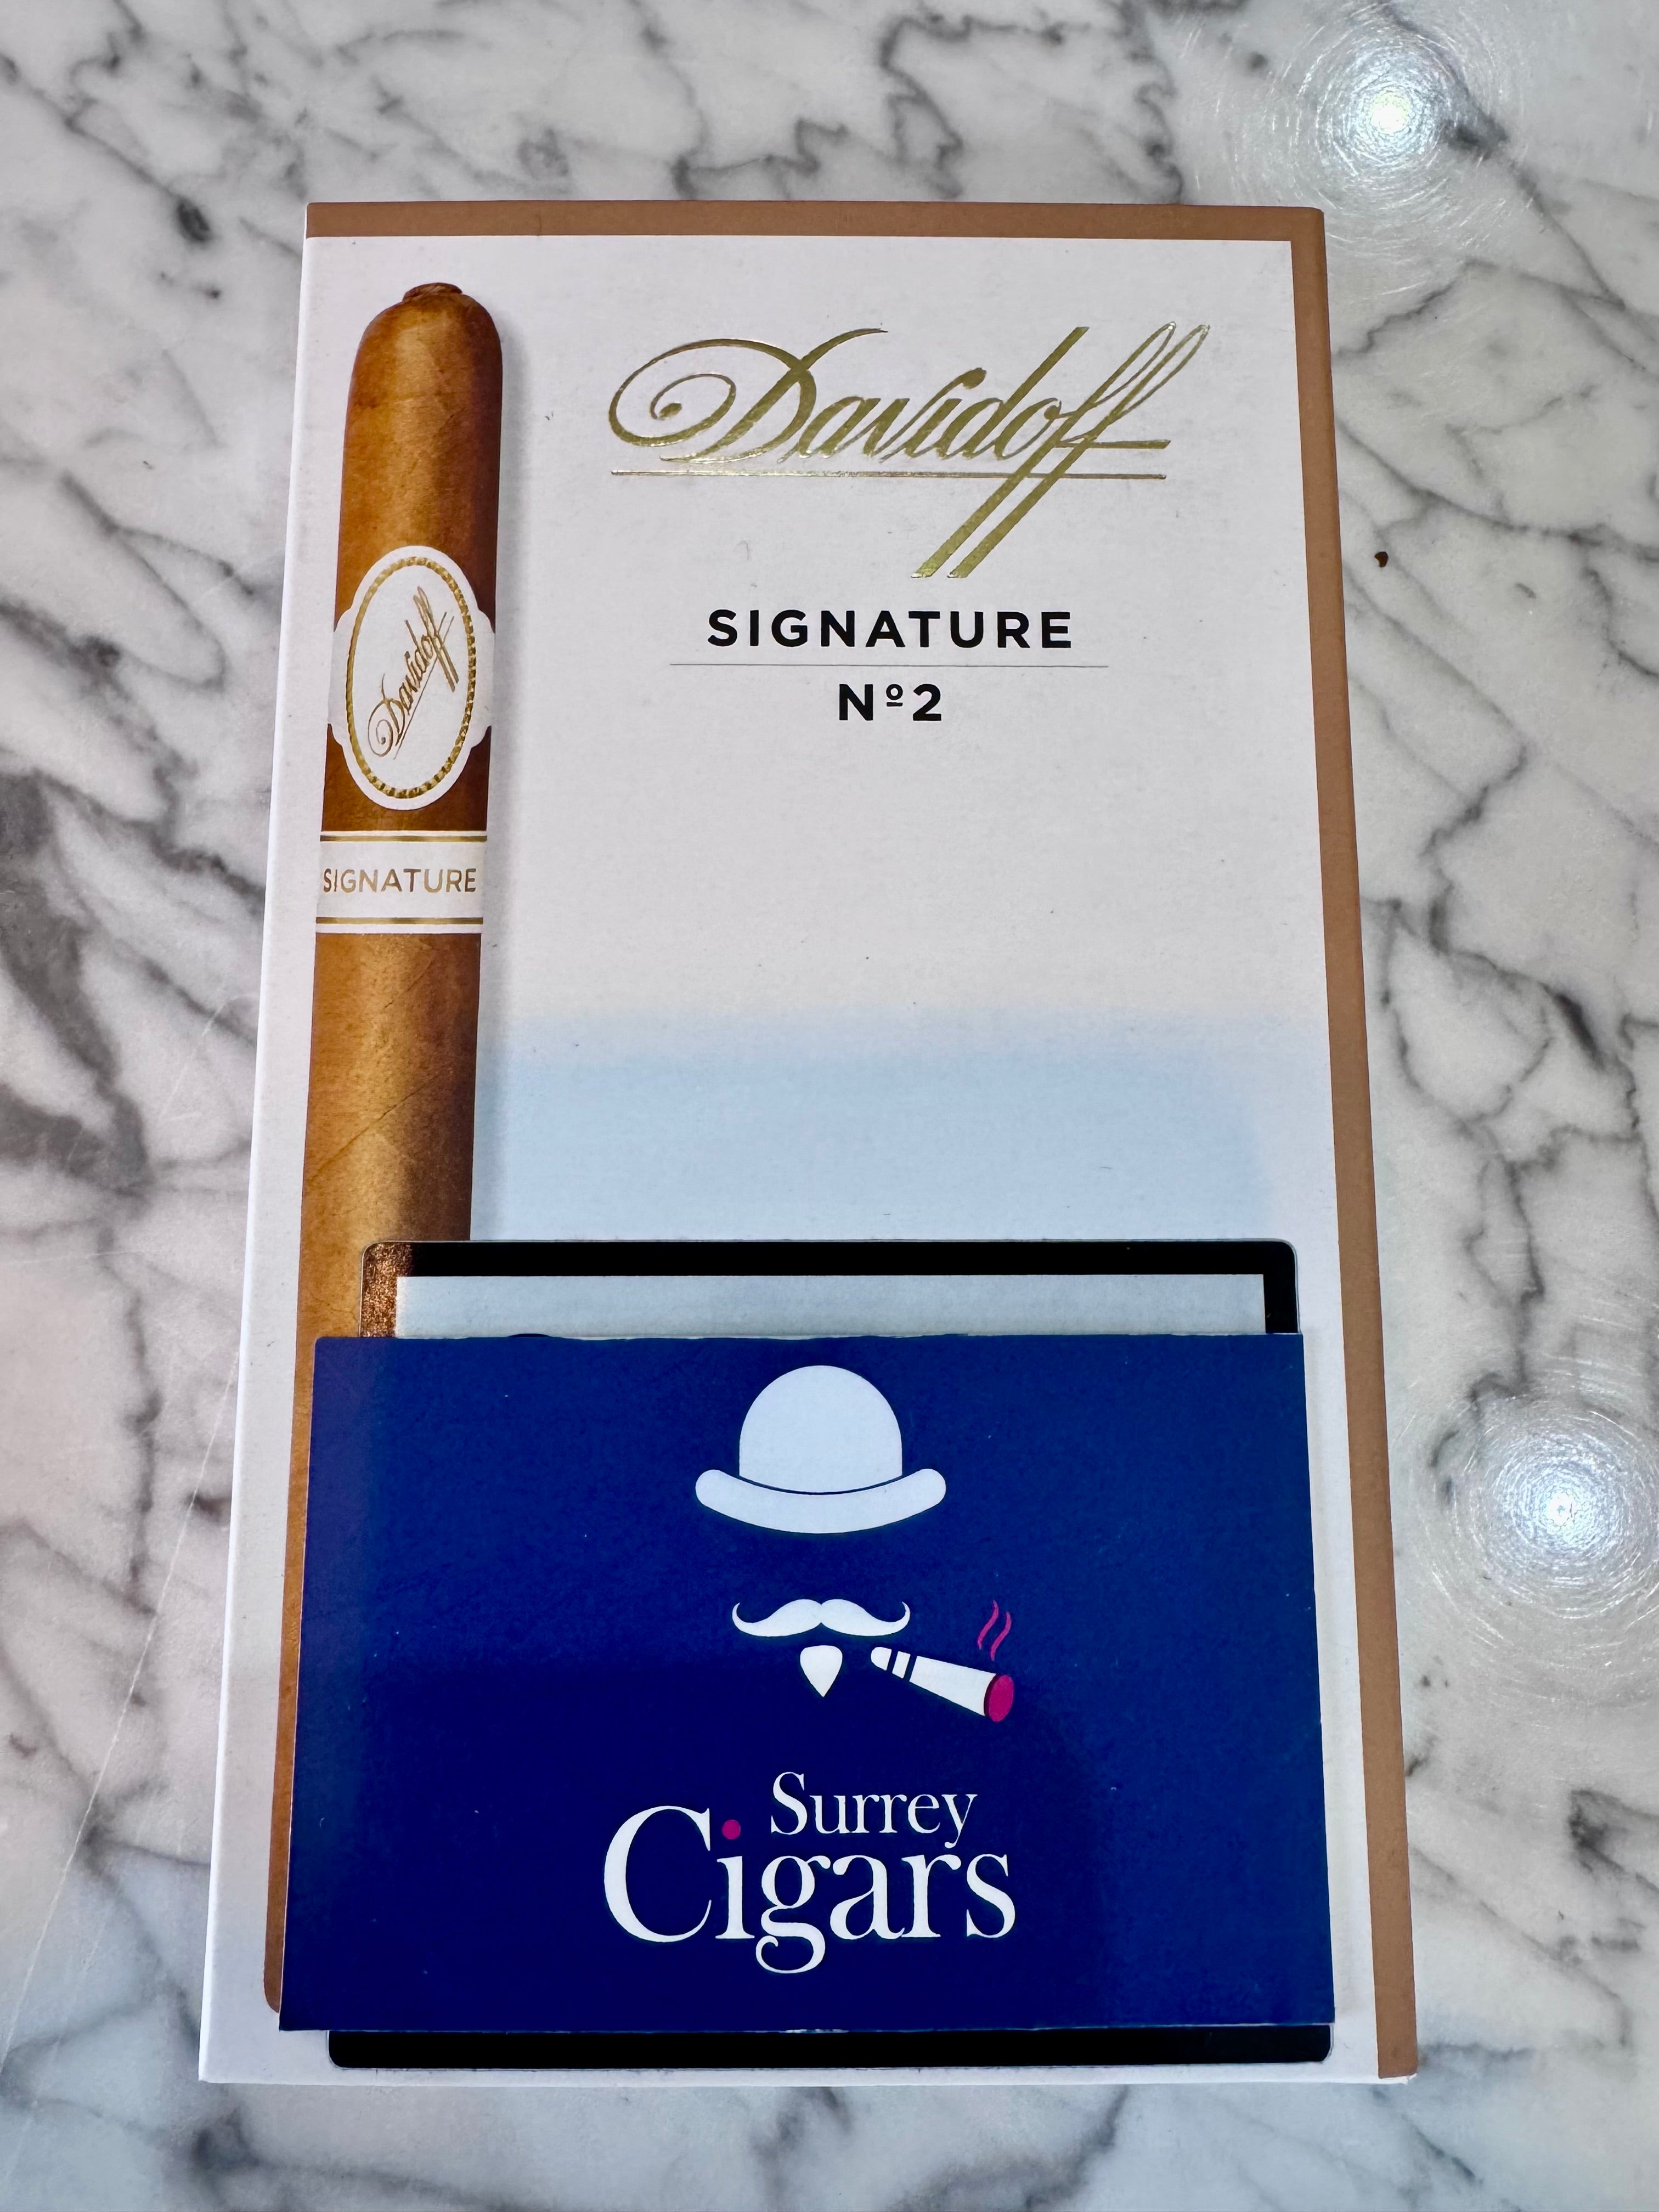 Davidoff
SIGNATURE
Nº2
Davidoff
SIGNATURE
Surrey
Cigars